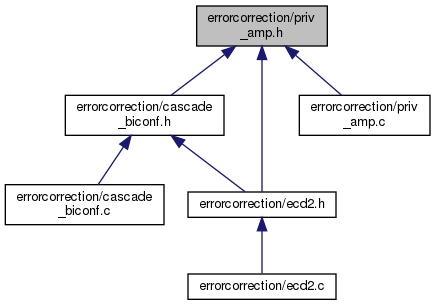 errorcorrection/priv
_amp.h
errorcorrection/cascade
_biconf.h
errorcorrection/priv
_amp.c
errorcorrection/cascade
_biconf.c
errorcorrection/ecd2.h
errorcorrection/ecd2.c